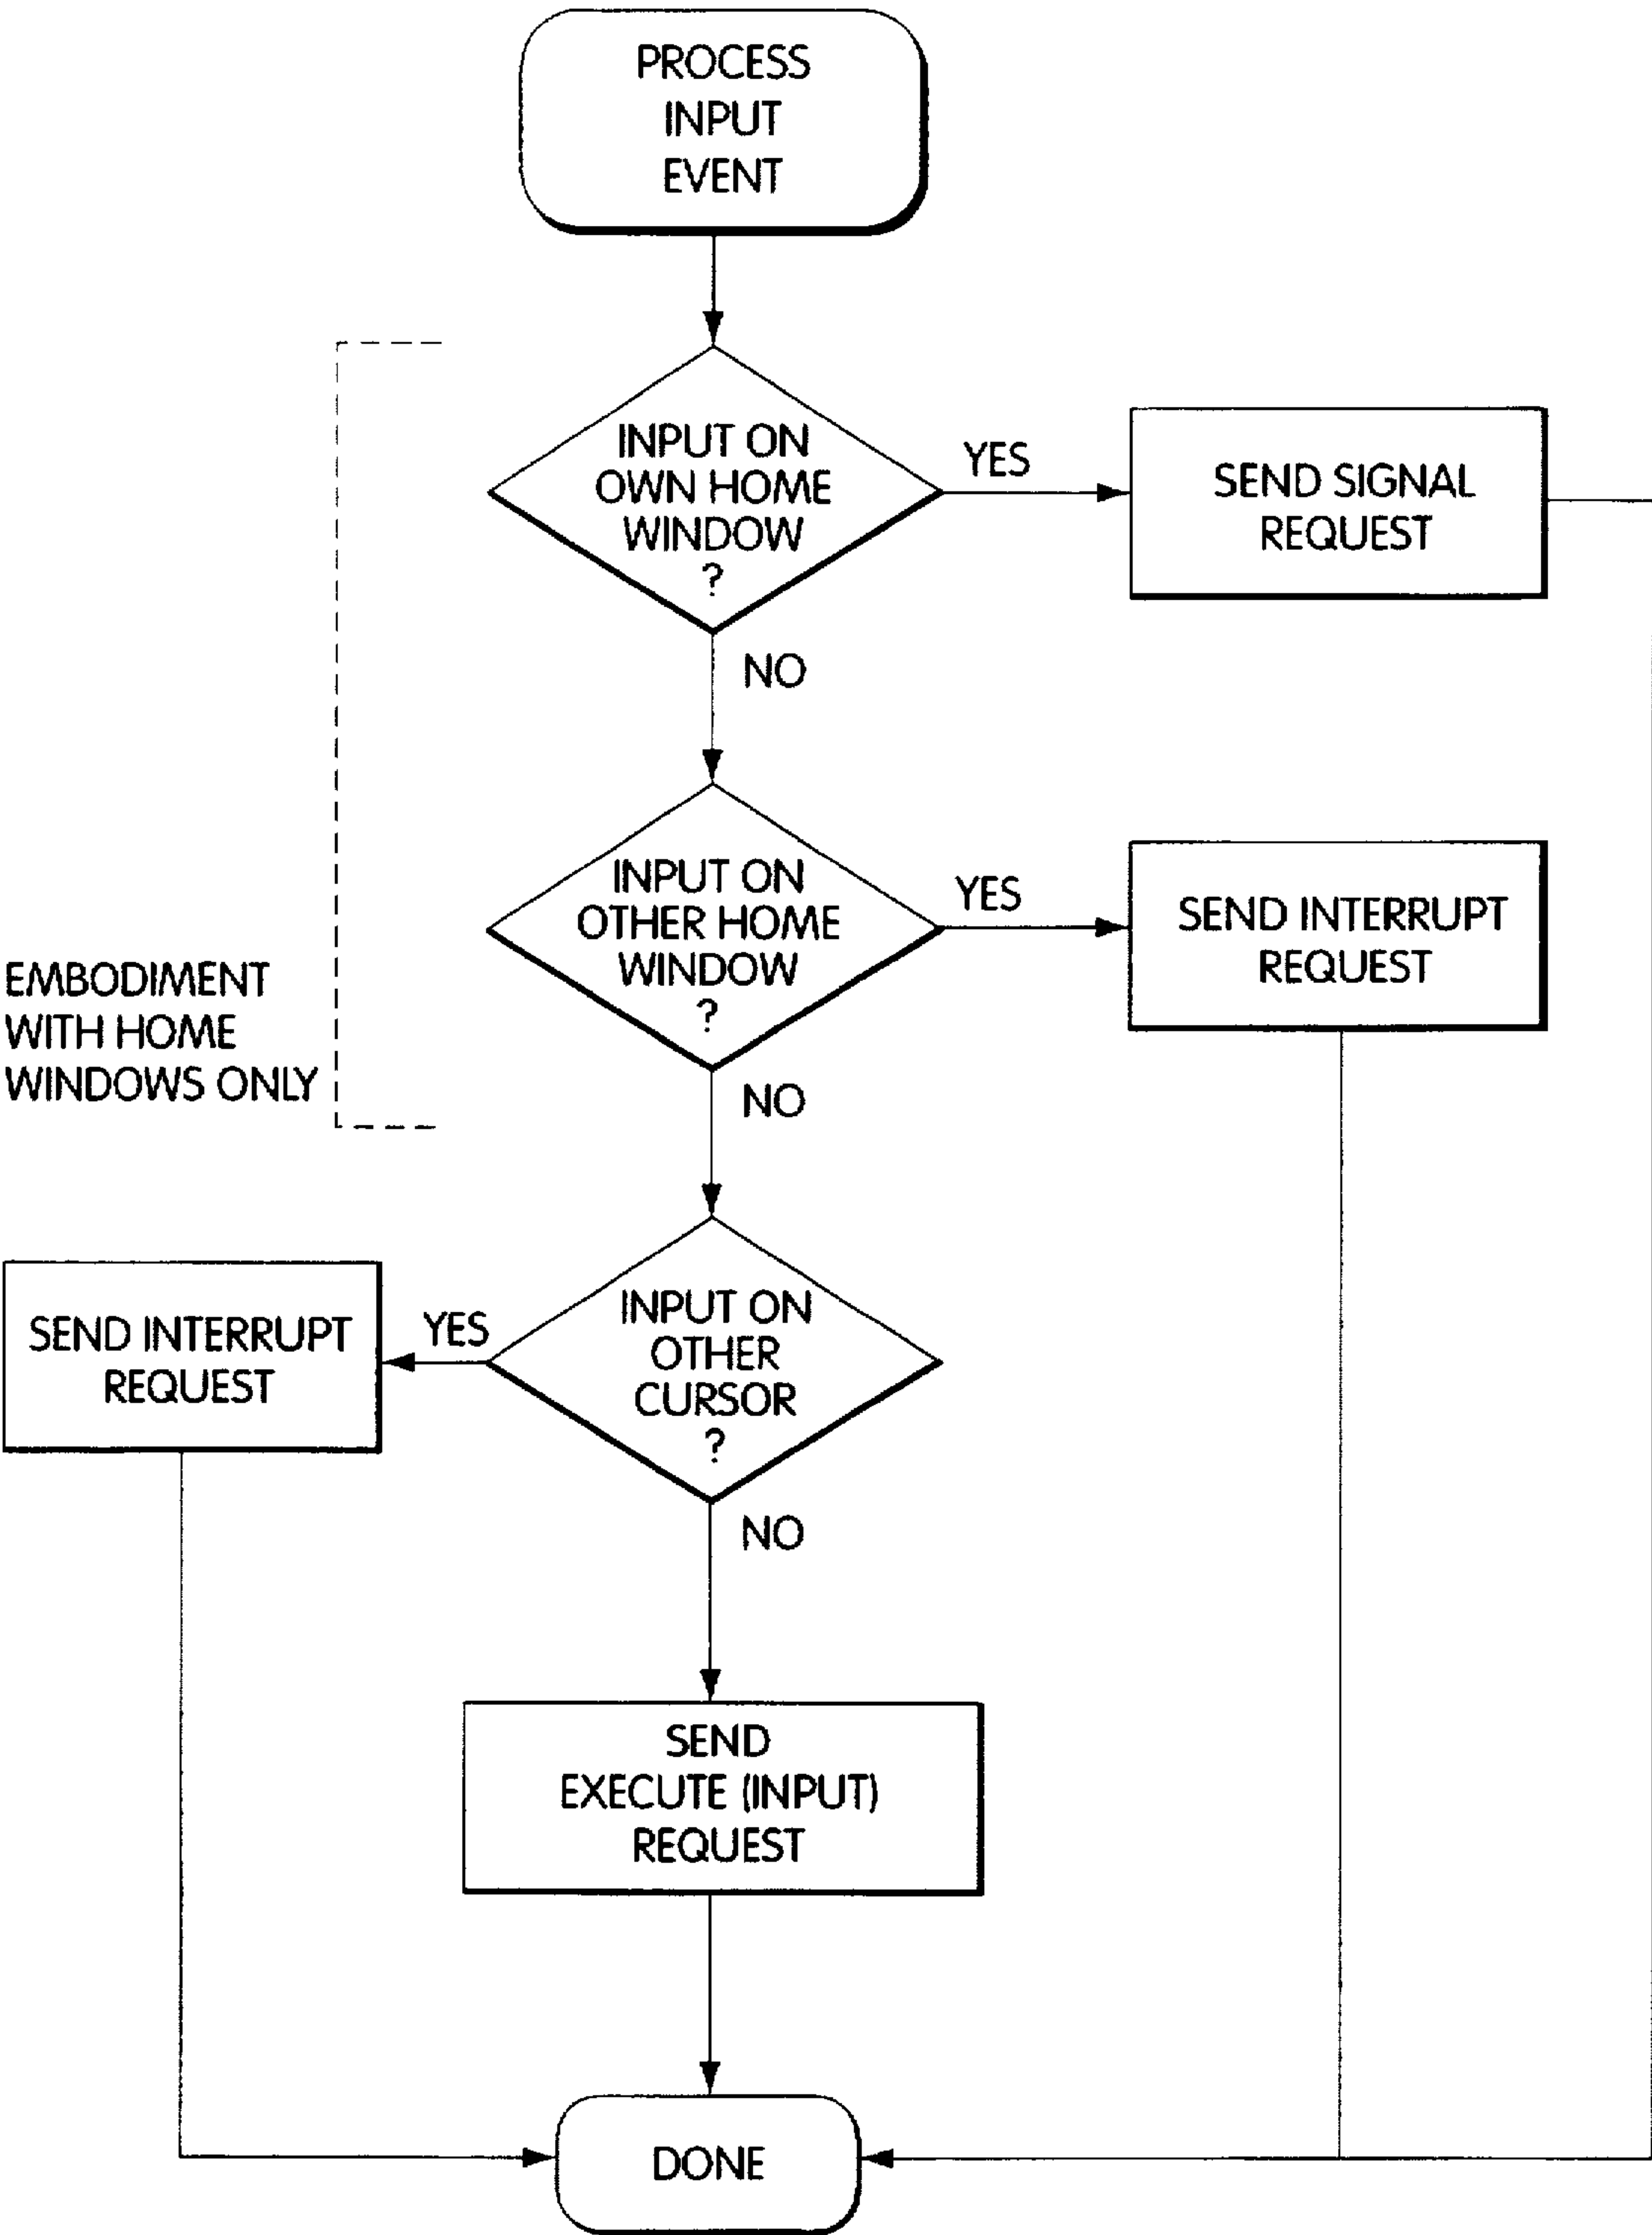 PROCESS
INPUT
EVENT
INPUT ON
OWN HOME
WINDOW
?
YES
SEND SIGNAL
REQUEST
NO
INPUT ON
OTHER HOME
WINDOW
?
YES
SEND INTERRUPT
REQUEST
EMBODIMENT
WITH HOME
WINDOWS ONLY
NO
INPUT ON
OTHER
CURSOR
?
YES
SEND INTERRUPT
REQUEST
NO
SEND
EXECUTE (INPUT)
REQUEST
DONE